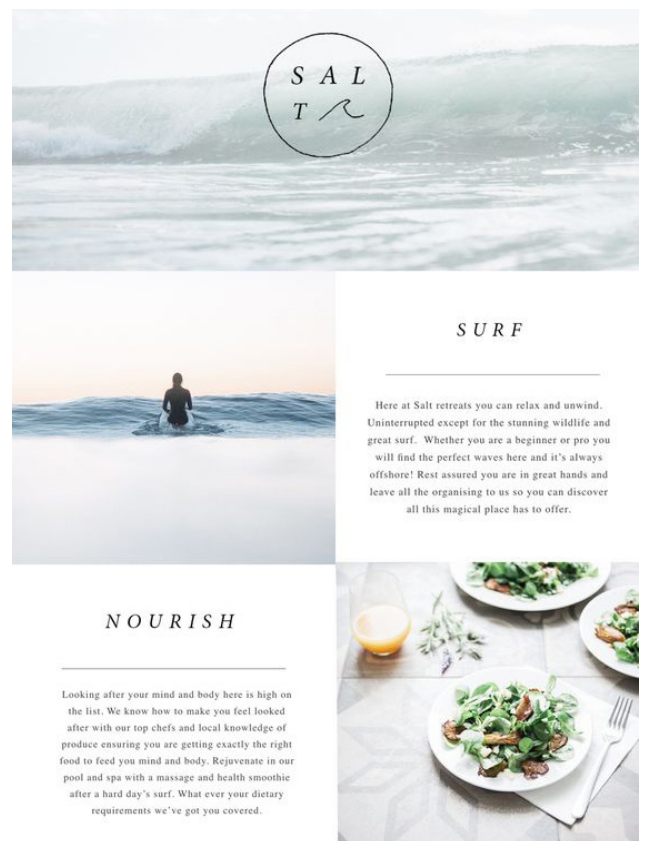 SAL
T
SURF
Here at Salt retreats you can relax and unwind.
Uninterrupted except for the stunning wildlife and
great surf.  Whether you are a beginner or pro you
will find the perfect waves here and it's always
offshore! Rest assured you are in great hands and
leave all the organising to us so you can discover
all this magical place has to offer.
NOURISH
Looking after your mind and body here is high on
the list. We know how to make you feel looked
after with our top chefs and local knowledge of
produce ensuring you are getting exactly the right
food to feed you mind and body. Rejuvenate in our
pool and spa with a massage and health smoothie
after a hard day's surf. What ever your dietary
requirements we've got you covered.